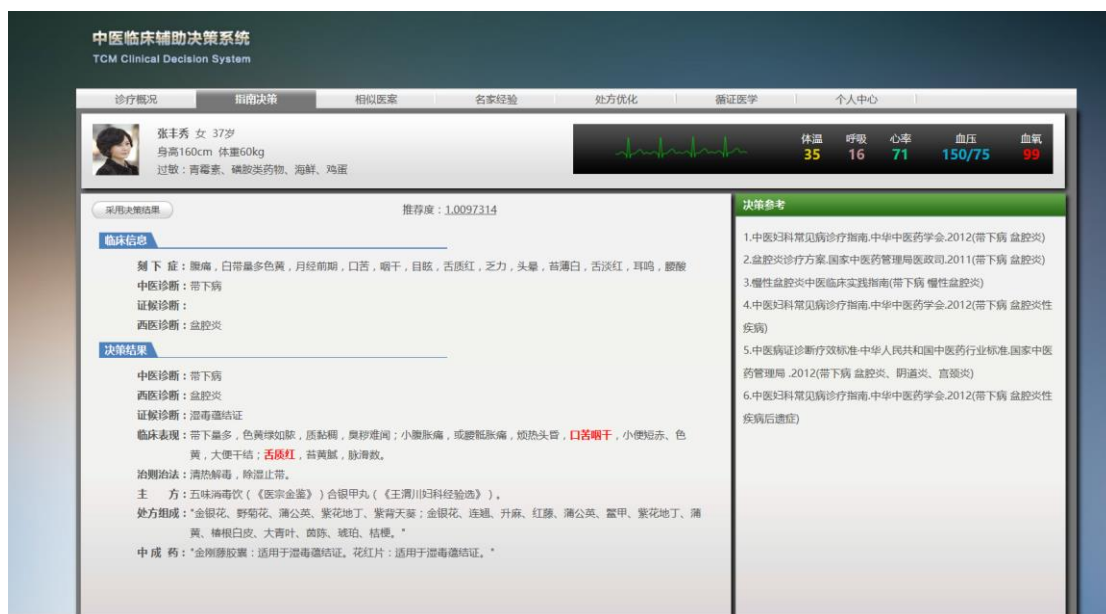 中医临床辅助决策系统
TCM Clinical Decision System
诊疗概况 指南决策 相似医案 名家经验 处方优化 循证医学 个人中心
张丰秀 女 37岁
身高160cm 体重60kg
过敏：青霉素、磺胺类药物、海鲜、鸡蛋
体温 呼吸 心率 血压 血氧
35 16 71 150/75 99
采用决策结果 推荐度：1.0097314
临床信息
刻 下 症：腹痛，白带量多色黄，月经前期，口苦，咽干，目眩，舌质红，乏力，头晕，苔薄白，舌淡红，耳鸣，腰酸
中医诊断：带下病
证候诊断：
西医诊断：盆腔炎
决策结果
中医诊断：带下病
西医诊断：盆腔炎
证候诊断：湿毒蕴结证
临床表现：带下量多，色黄绿如脓，质黏稠，臭秽难闻；小腹胀痛，或腰骶胀痛，烦热头昏，口苦咽干，小便短赤、色
黄，大便干结；舌质红，苔黄腻，脉滑数。
治则治法：清热解毒，除湿止带。
主 方：五味消毒饮（《医宗金鉴》）合银甲丸（《王渭川妇科经验选》）。
处方组成："金银花、野菊花、蒲公英、紫花地丁、紫背天葵；金银花、连翘、升麻、红藤、蒲公英、鳖甲、紫花地丁、蒲
黄、椿根白皮、大青叶、茵陈、琥珀、桔梗。"
中 成 药："金刚藤胶囊：适用于湿毒蕴结证。花红片：适用于湿毒蕴结证。"
决策参考
1.中医妇科常见病诊疗指南.中华中医药学会.2012(带下病 盆腔炎)
2.盆腔炎诊疗方案.国家中医药管理局医政司.2011(带下病 盆腔炎)
3.慢性盆腔炎中医临床实践指南(带下病 慢性盆腔炎)
4.中医妇科常见病诊疗指南.中华中医药学会.2012(带下病 盆腔炎性
疾病)
5.中医病证诊断疗效标准-中华人民共和国中医药行业标准.国家中医
药管理局 .2012(带下病 盆腔炎、阴道炎、宫颈炎)
6.中医妇科常见病诊疗指南.中华中医药学会.2012(带下病 盆腔炎性
疾病后遗症)